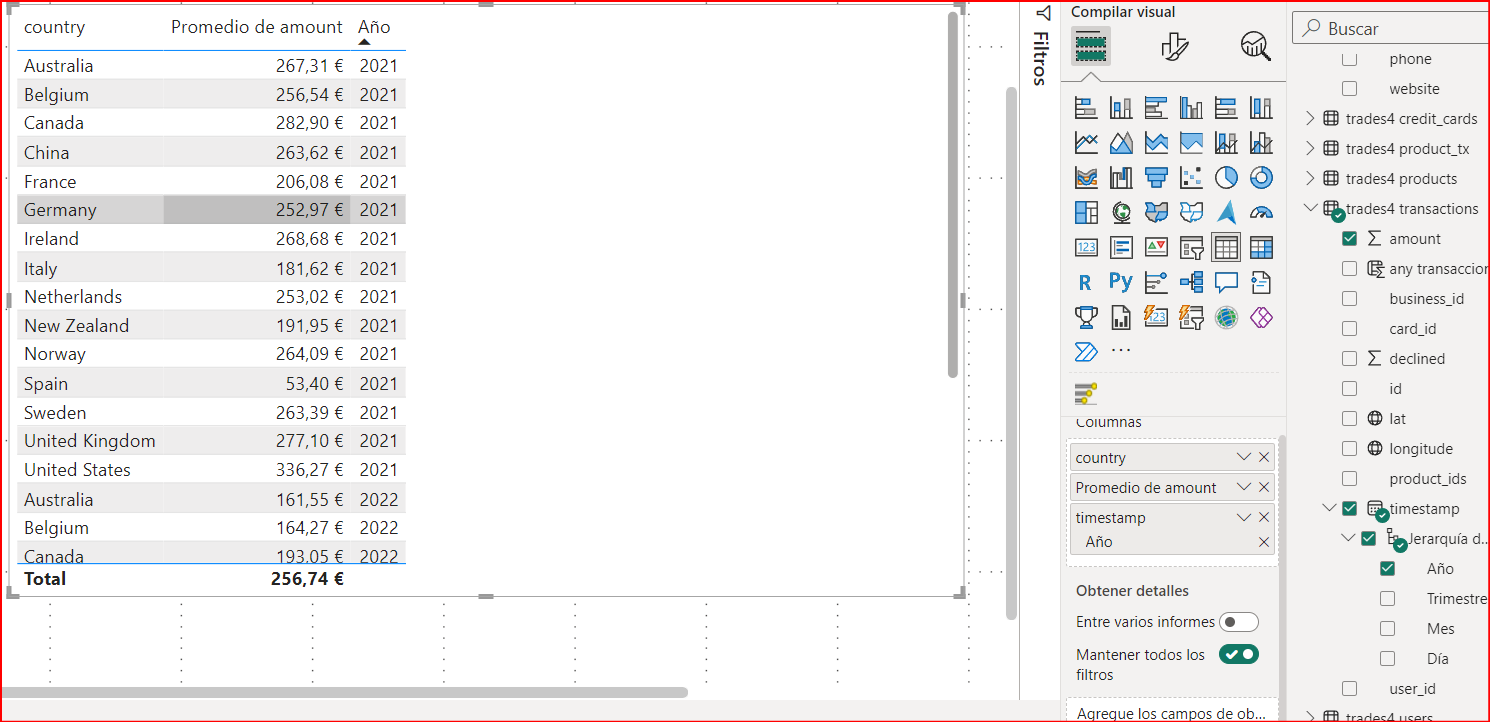 country Promedio de amount Año
Australia 267,31 € 2021
Belgium 256,54 € 2021
Canada 282,90 € 2021
China 263,62 € 2021
France 206,08 € 2021
Germany 252,97 € 2021
Ireland 268,68 € 2021
Italy 181,62 € 2021
Netherlands 253,02 € 2021
New Zealand 191,95 € 2021
Norway 264,09 € 2021
Spain 53,40 € 2021
Sweden 263,39 € 2021
United Kingdom 277,10 € 2021
United States 336,27 € 2021
Australia 161,55 € 2022
Belgium 164,27 € 2022
Canada 193,05 € 2022
Total 256,74 €
Filtros
Compilar visual
123
R Py
123
...
Columnas
country
Promedio de amount
timestamp
Año
Obtener detalles
Entre varios informes
Mantener todos los
filtros
Agregue los campos de ob...
Buscar
phone
website
trades4 credit_cards
trades4 product_tx
trades4 products
trades4 transactions
amount
any transaccion
business_id
card_id
declined
id
lat
longitude
product_ids
timestamp
Jerarquía d...
Año
Trimestre
Mes
Día
user_id
trades4 users